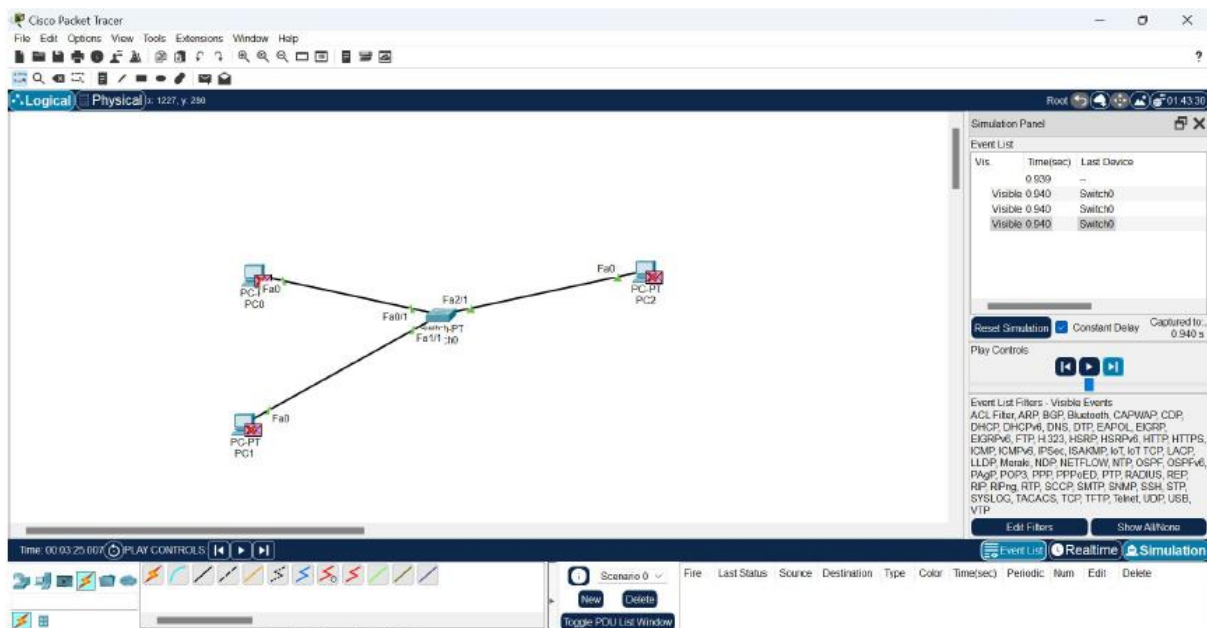 Cisco Packet Tracer
File Edit Options View Tools Extensions Window Help
?
Logical Physical x: 1227, y: 280
Root 01:43:30
Simulation Panel
Event List
Vis. Time(sec) Last Device
0.939 --
Visible 0.940 Switch0
Visible 0.940 Switch0
Visible 0.940 Switch0
Reset Simulation Constant Delay Captured to:
0.940 s
Play Controls
Event List Filters - Visible Events
ACL Filter, ARP, BGP, Bluetooth, CAPWAP, CDP,
DHCP, DHCPv6, DNS, DTP, EAPOL, EIGRP,
EIGRPv6, FTP, H.323, HSRP, HSRPv6, HTTP, HTTPS,
ICMP, ICMPv6, IPSec, ISAKMP, IoT, IoT TCP, LACP,
LLDP, Meraki, NDP, NETFLOW, NTP, OSPF, OSPFv6,
PAgP, POP3, PPP, PPPoED, PTP, RADIUS, REP,
RIP, RIPng, RTP, SCCP, SMTP, SNMP, SSH, STP,
SYSLOG, TACACS, TCP, TFTP, Telnet, UDP, USB,
VTP
Edit Filters Show All/None
Fa0
PC0
Fa0/1
Fa2/1
Fa1/1
Fa0
PC-PT
PC2
Fa0
PC-PT
PC1
Time: 00:03:25.007 PLAY CONTROLS:
Event List Realtime Simulation
Scenario 0
New Delete
Toggle PDU List Window
Fire Last Status Source Destination Type Color Time(sec) Periodic Num Edit Delete